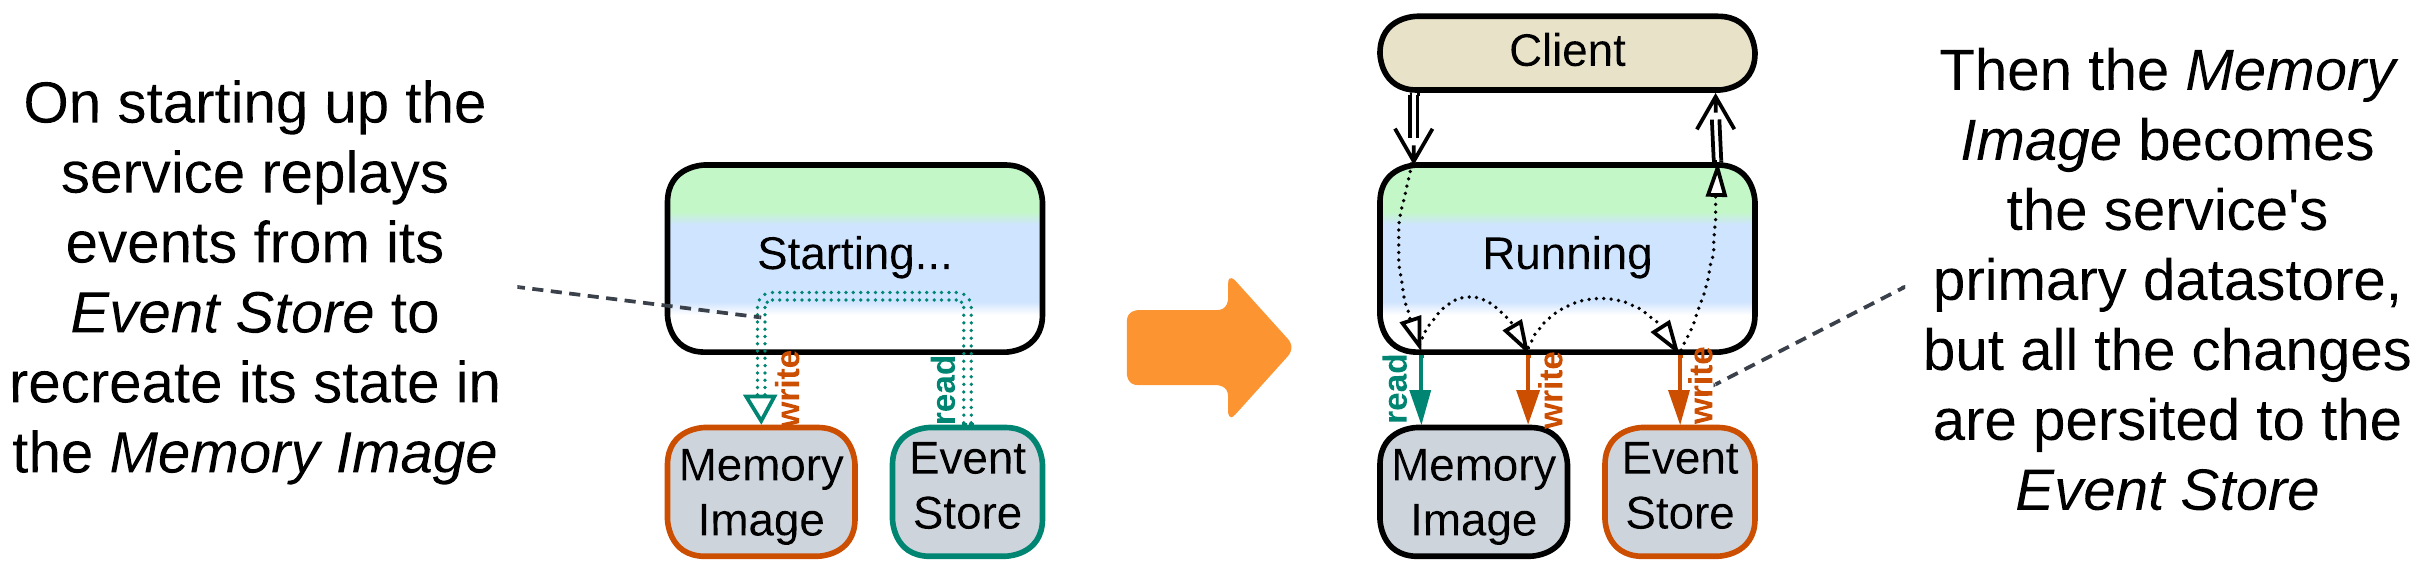 On starting up the
service replays
events from its
Event Store to
recreate its state in
the Memory Image
Starting...
write
read
Memory
Image
Event
Store
Client
Running
read
write
write
Memory
Image
Event
Store
Then the Memory
Image becomes
the service's
primary datastore,
but all the changes
are persited to the
Event Store